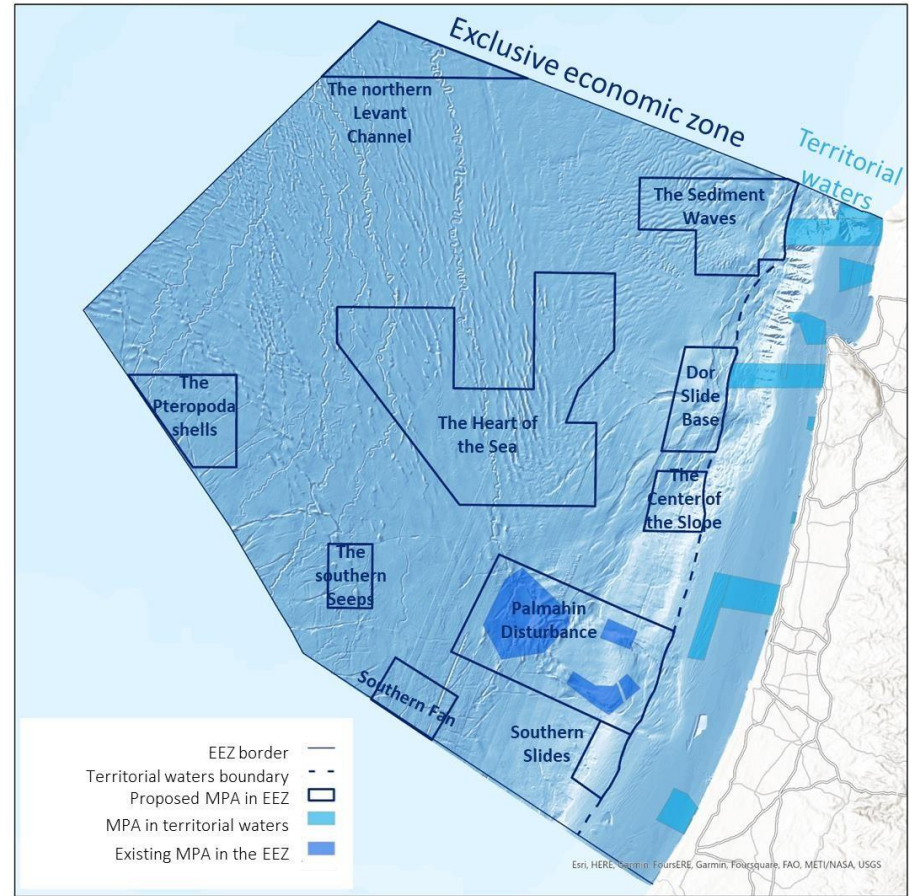 Exclusive economic zone
Territorial
waters
The northern
Levant
Channel
The Sediment
Waves
The
Pteropoda
shells
The Heart of
the Sea
Dor
Slide
Base
The
Center of
the Slope
The
southern
Seeps
Palmahin
Disturbance
Southern Fan
Southern
Slides
EEZ border
Territorial waters boundary
Proposed MPA in EEZ
MPA in territorial waters
Existing MPA in the EEZ
Esri, HERE, Garmin, FoursERE, Garmin, Foursquare, FAO, METI/NASA, USGS